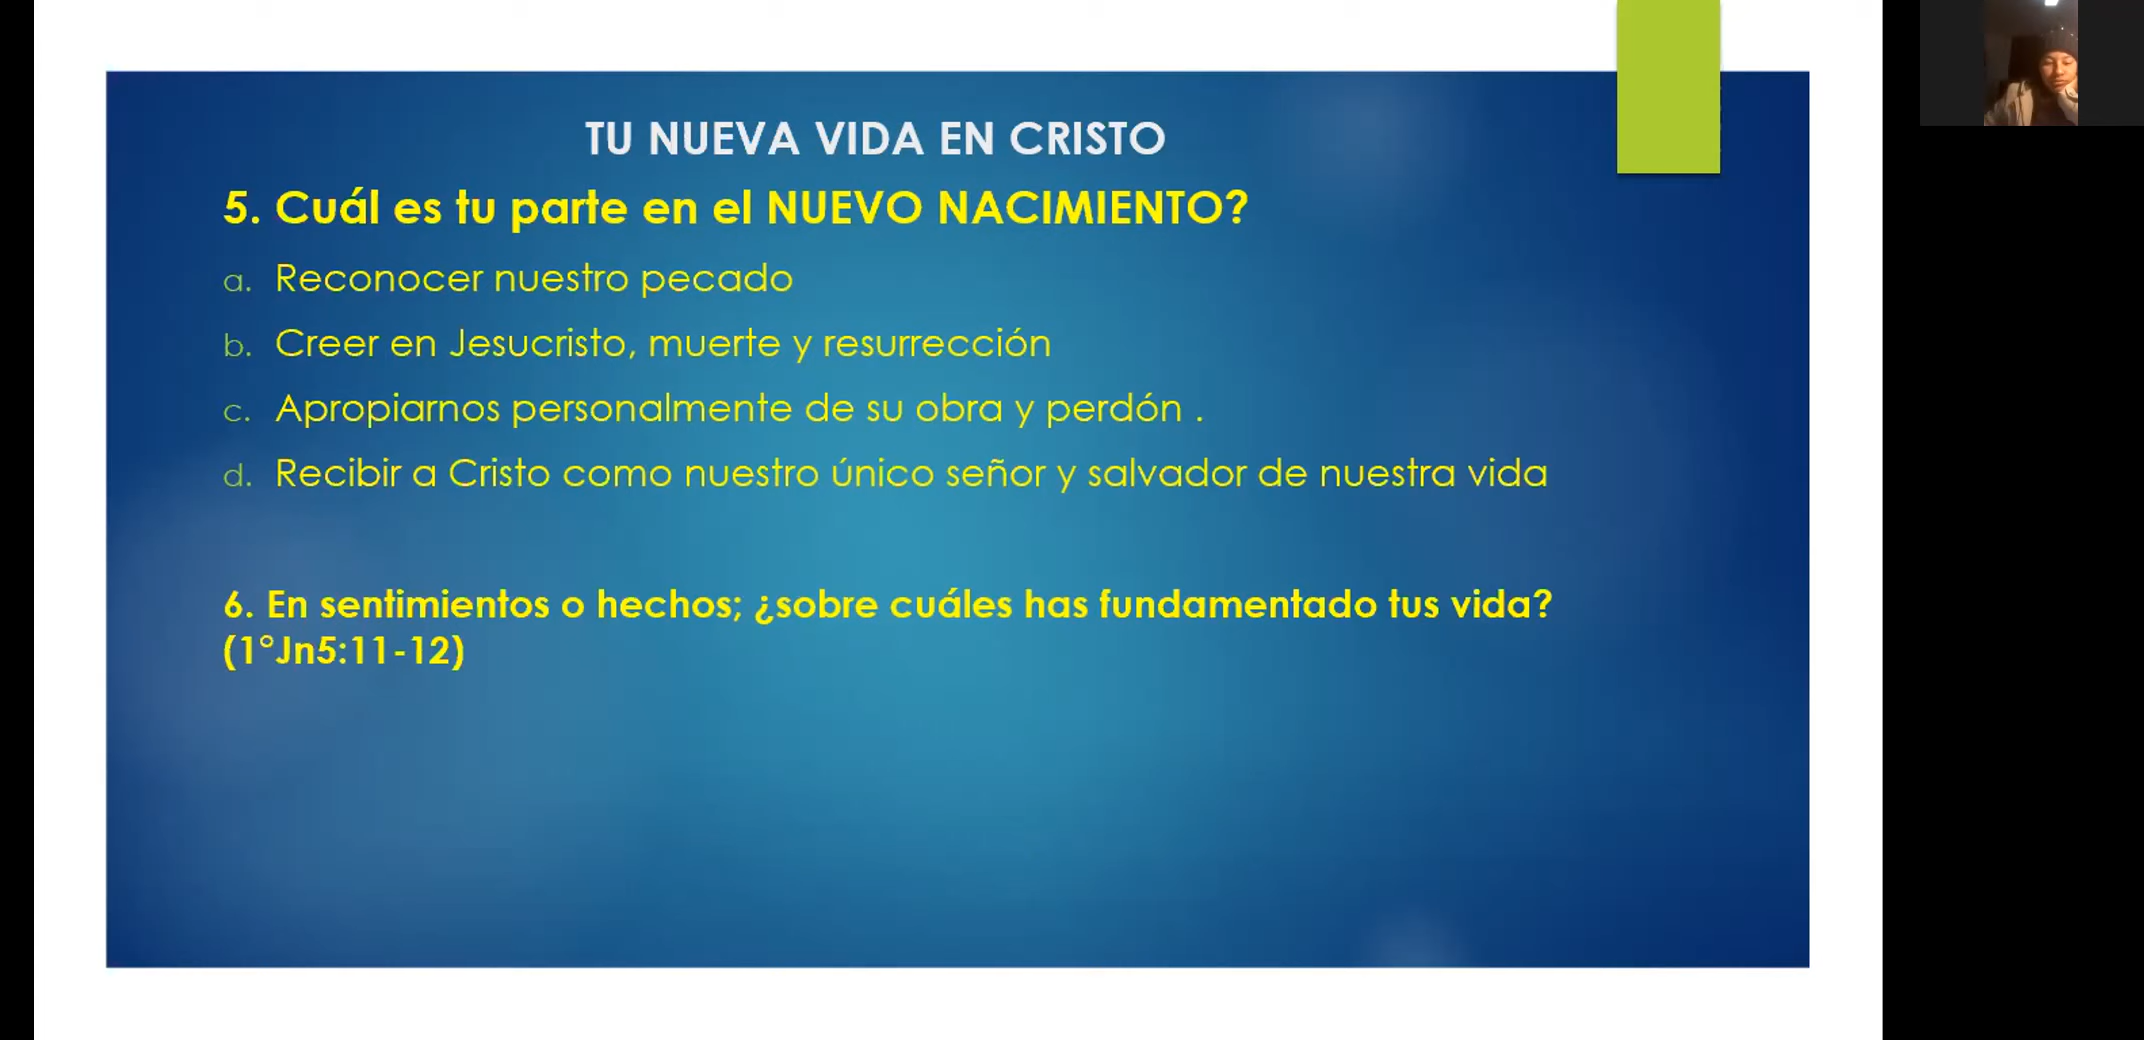 TU NUEVA VIDA EN CRISTO
5. Cuál es tu parte en el NUEVO NACIMIENTO?
a. Reconocer nuestro pecado
b. Creer en Jesucristo, muerte y resurrección
c. Apropiarnos personalmente de su obra y perdón .
d. Recibir a Cristo como nuestro único señor y salvador de nuestra vida
6. En sentimientos o hechos; ¿sobre cuáles has fundamentado tus vida?
(1°Jn5:11-12)